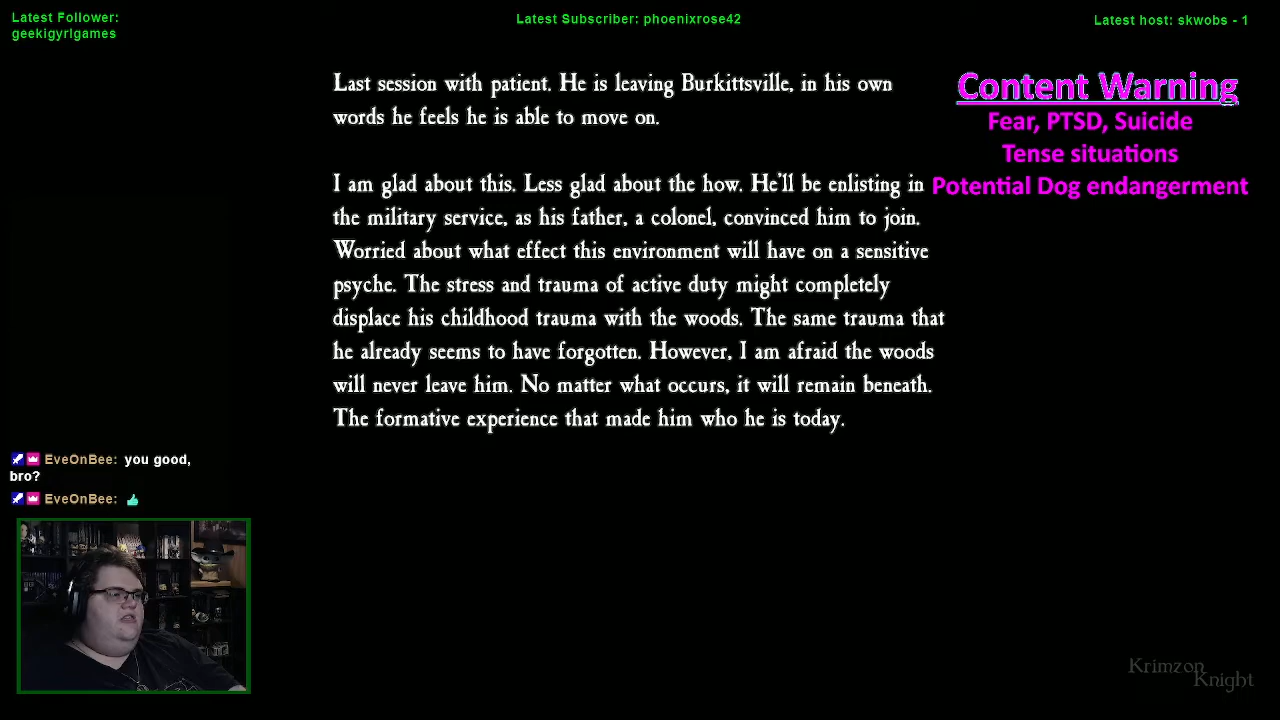 Latest Follower:
geekigyrlgames
Latest Subscriber: phoenixrose42
Latest host: skwobs - 1
Content Warning
Fear, PTSD, Suicide
Tense situations
Potential Dog endangerment
Last session with patient. He is leaving Burkittsville, in his own
words he feels he is able to move on.
I am glad about this. Less glad about the how. He'll be enlisting in
the military service, as his father, a colonel, convinced him to join.
Worried about what effect this environment will have on a sensitive
psyche. The stress and trauma of active duty might completely
displace his childhood trauma with the woods. The same trauma that
he already seems to have forgotten. However, I am afraid the woods
will never leave him. No matter what occurs, it will remain beneath.
The formative experience that made him who he is today.
EveOnBee: you good,
bro?
EveOnBee:
Krimzon
Knight